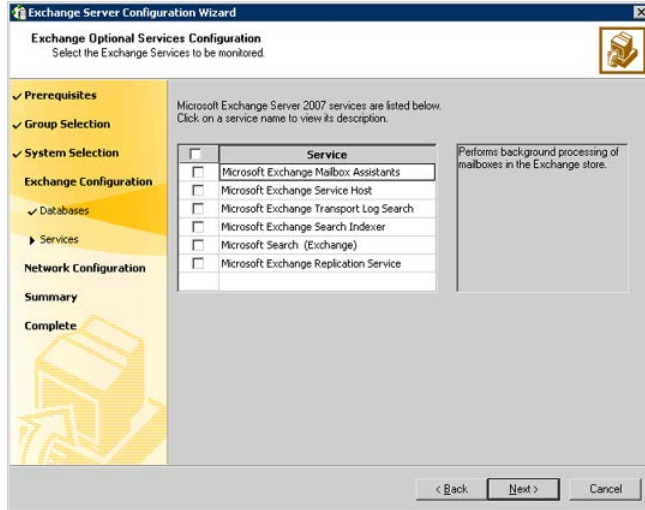 Exchange Server Configuration Wizard
Exchange Optional Services Configuration
Select the Exchange Services to be monitored.
Prerequisites
Group Selection
System Selection
Exchange Configuration
Databases
Services
Network Configuration
Summary
Complete
Microsoft Exchange Server 2007 services are listed below.
Click on a service name to view its description.
Service
Microsoft Exchange Mailbox Assistants
Microsoft Exchange Service Host
Microsoft Exchange Transport Log Search
Microsoft Exchange Search Indexer
Microsoft Search (Exchange)
Microsoft Exchange Replication Service
Performs background processing of
mailboxes in the Exchange store.
< Back
Next >
Cancel